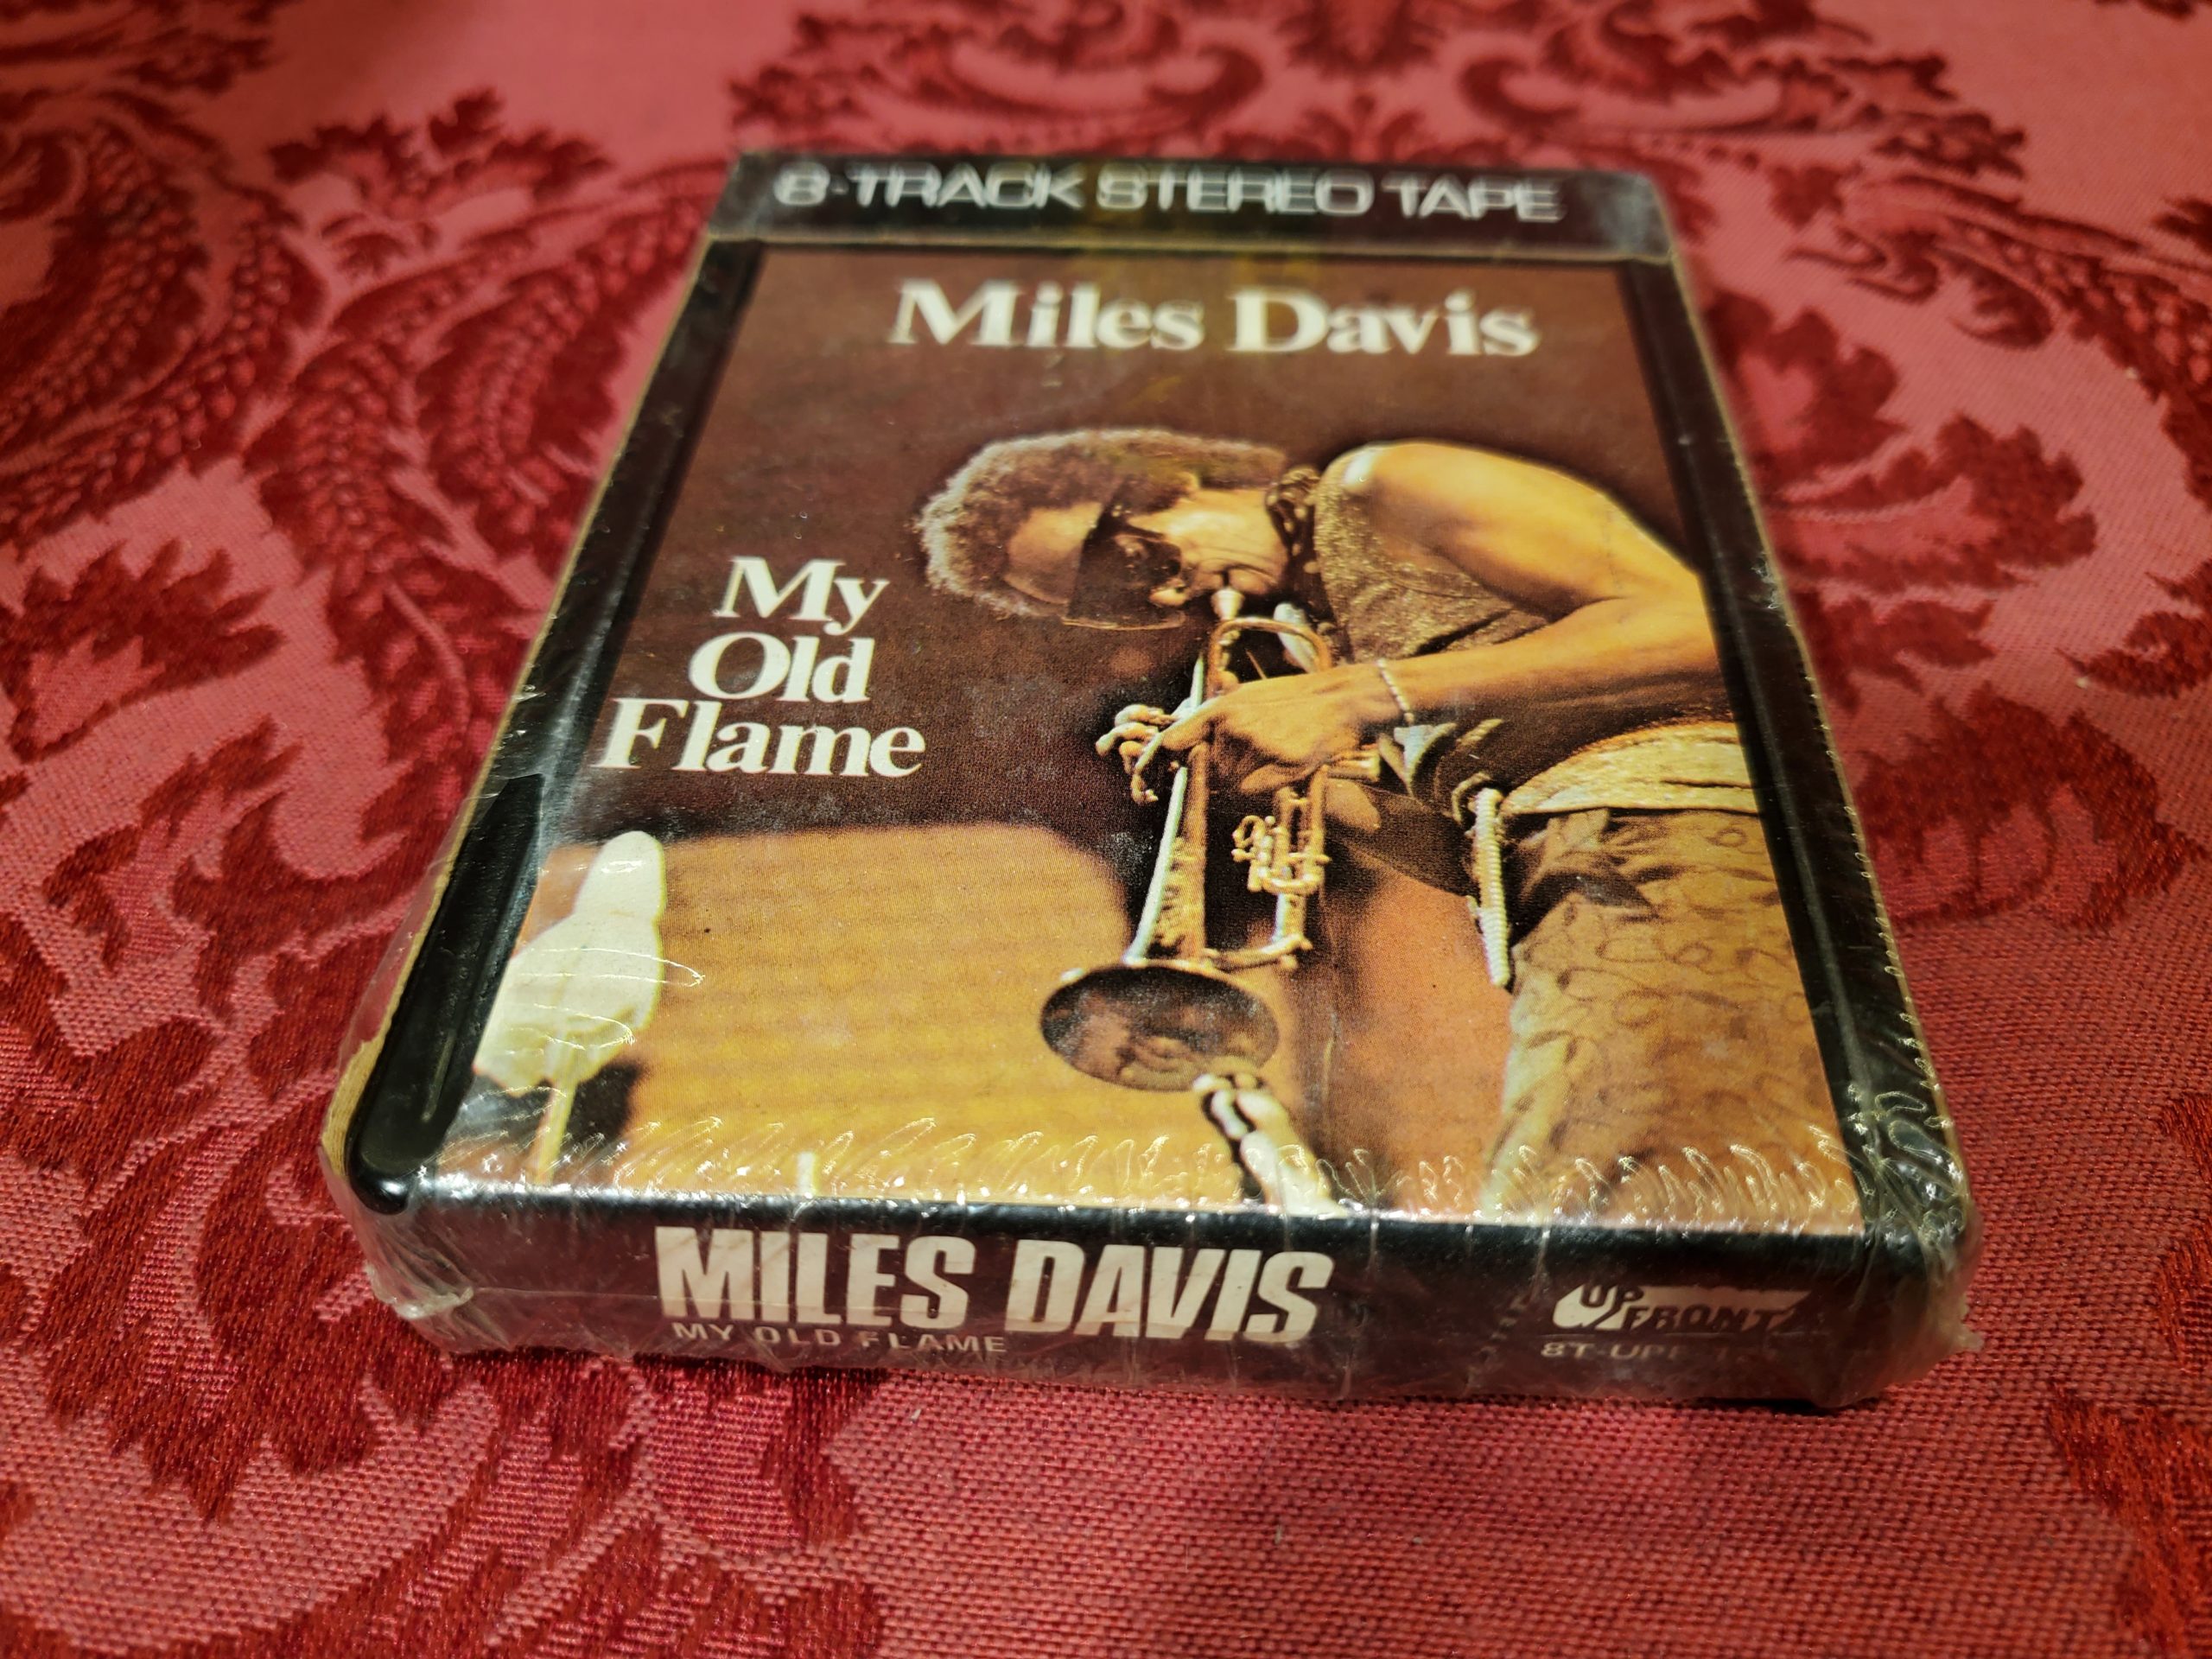 8-TRACK STEREO TAPE
Miles Davis
My
Old
Flame
MILES DAVIS
MY OLD FLAME
UP
FRONT